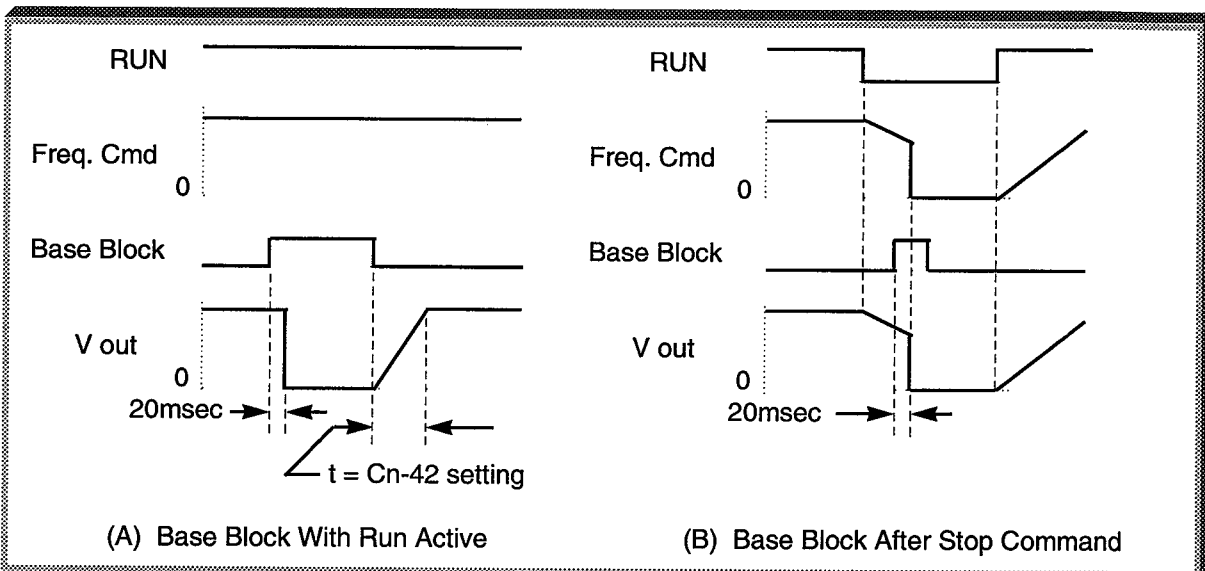 RUN
Freq. Cmd
0
Base Block
V out
0
20msec
t = Cn-42 setting
(A) Base Block With Run Active
RUN
Freq. Cmd
0
Base Block
V out
0
20msec
(B) Base Block After Stop Command